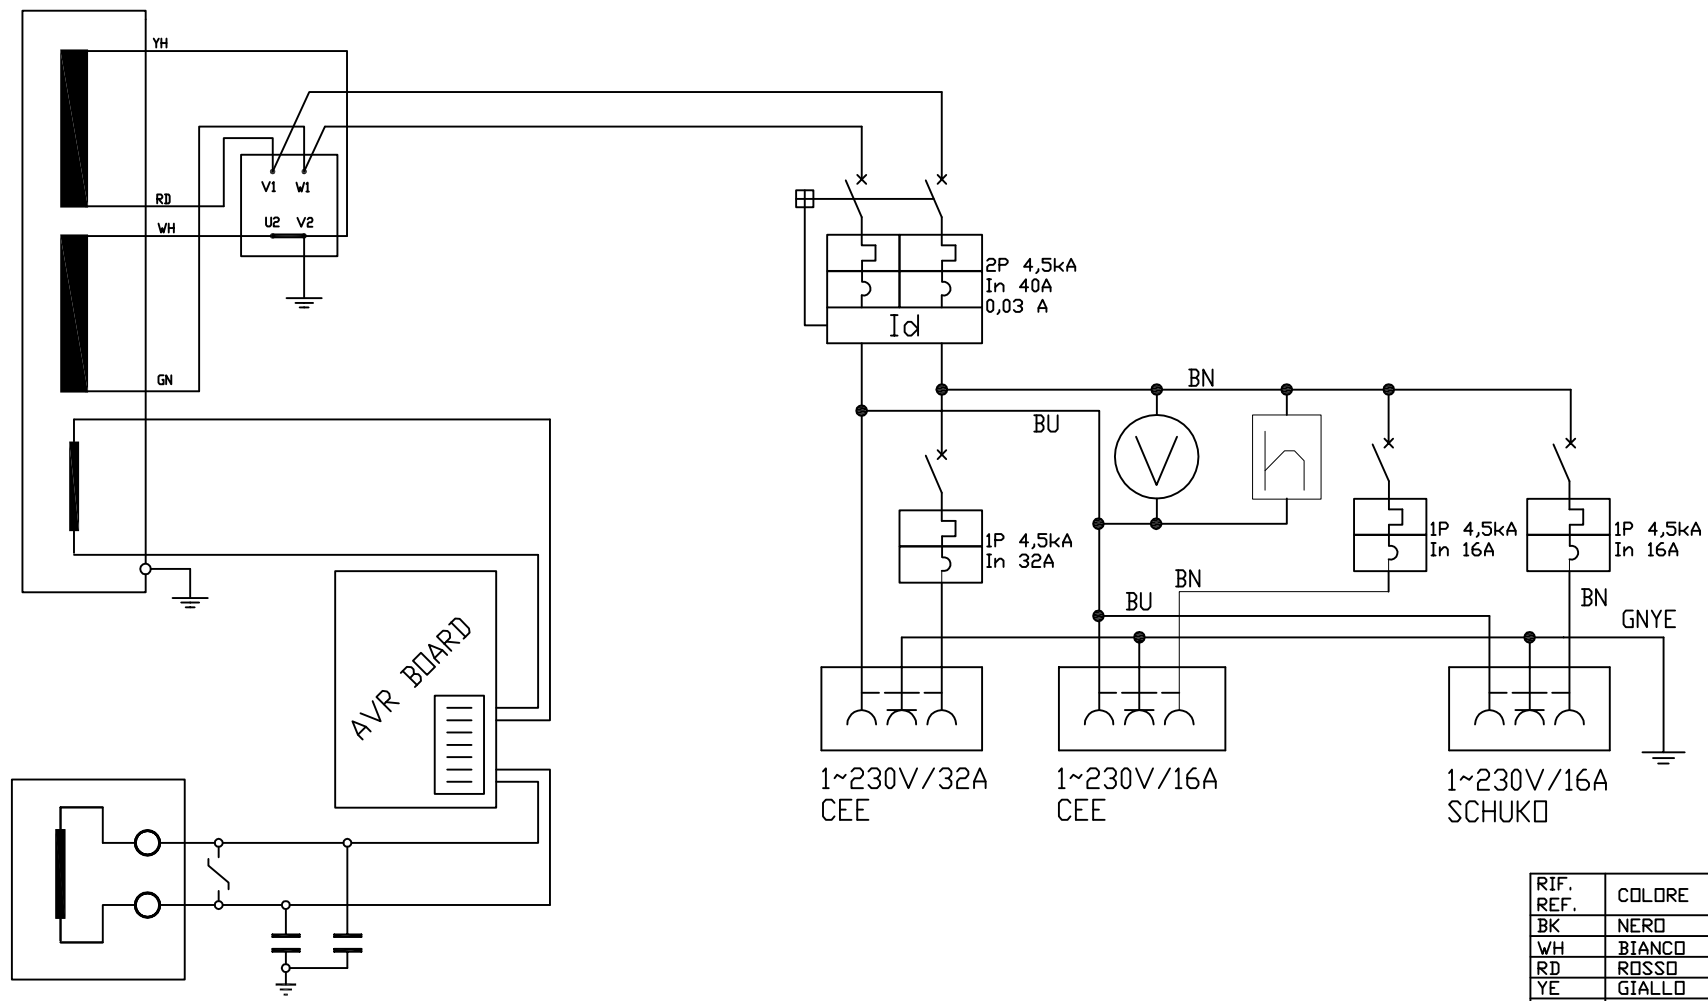 YH
RD
WH
GN
V1 W1
U2 V2
2P 4,5kA
In 40A
0,03 A
Id
BN
BU
V
h
1P 4,5kA
In 32A
1P 4,5kA
In 16A
1P 4,5kA
In 16A
BN
BU
BN
GNYE
AVR BOARD
1~230V/32A
CEE
1~230V/16A
CEE
1~230V/16A
SCHUKO
RIF.
REF.
COLORE
BK NERO
WH BIANCO
RD ROSSO
YE GIALLO